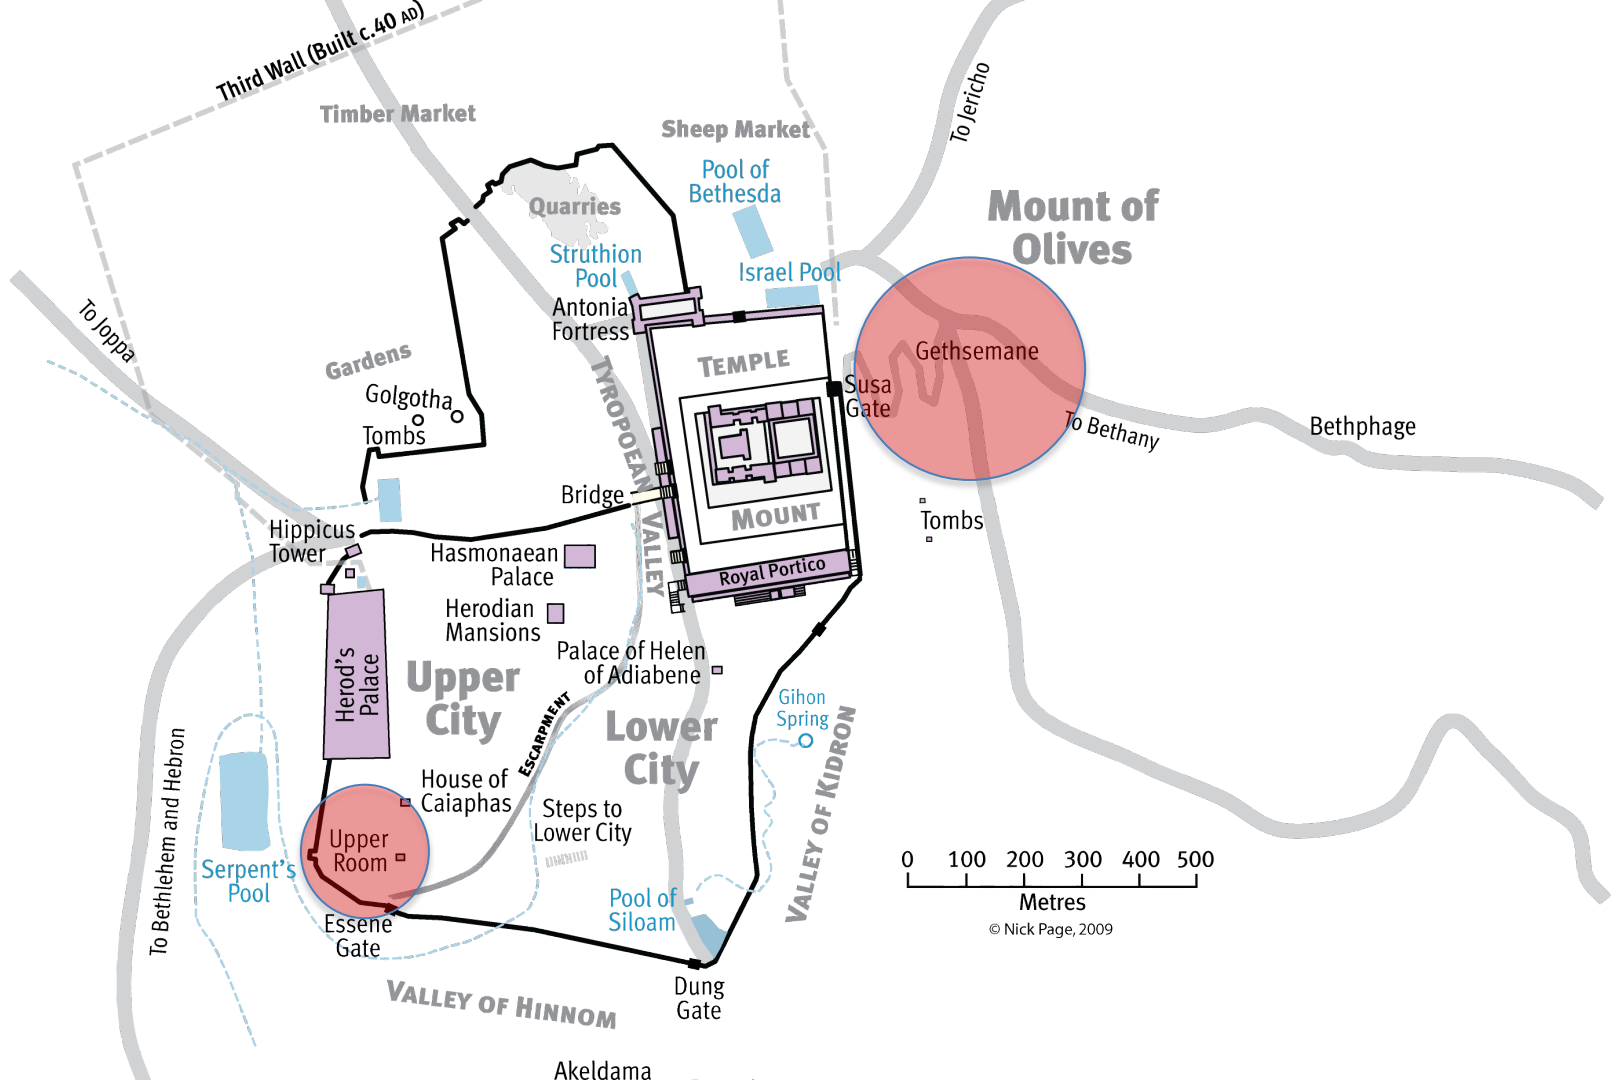 Third Wall (Built c.40 AD)
Timber Market
Sheep Market
To Jericho
Pool of
Bethesda
Mount of
Olives
Quarries
Struthion
Pool
Israel Pool
Antonia
Fortress
To Joppa
Gardens
Golgotha
Tombs
TYROPOEAN VALLEY
TEMPLE
MOUNT
Susa
Gate
Gethsemane
To Bethany
Bethphage
Bridge
Tombs
Hippicus
Tower
Hasmonaean
Palace
Royal Portico
Herodian
Mansions
Palace of Helen
of Adiabene
Herod's
Palace
Upper
City
ESCARPMENT
Lower
City
Gihon
Spring
VALLEY OF KIDRON
To Bethlehem and Hebron
House of
Caiaphas
Steps to
Lower City
Upper
Room
Serpent's
Pool
Essene
Gate
Pool of
Siloam
0 100 200 300 400 500
Metres
© Nick Page, 2009
Dung
Gate
VALLEY OF HINNOM
Akeldama